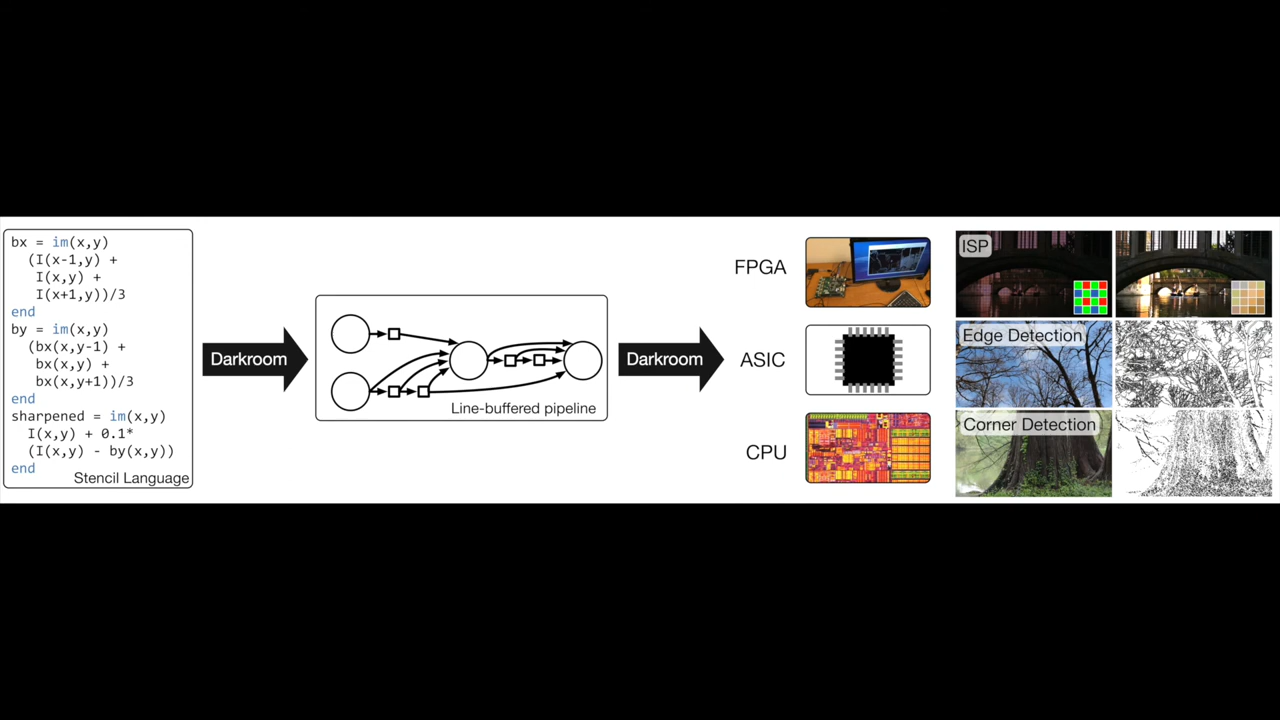 bx = im(x,y)
(I(x-1,y) +
I(x,y) +
I(x+1,y))/3
end
by = im(x,y)
(bx(x,y-1) +
bx(x,y) +
bx(x,y+1))/3
end
sharpened = im(x,y)
I(x,y) + 0.1*
(I(x,y) - by(x,y))
end
Stencil Language
Darkroom
Line-buffered pipeline
Darkroom
FPGA
ASIC
CPU
ISP
Edge Detection
Corner Detection